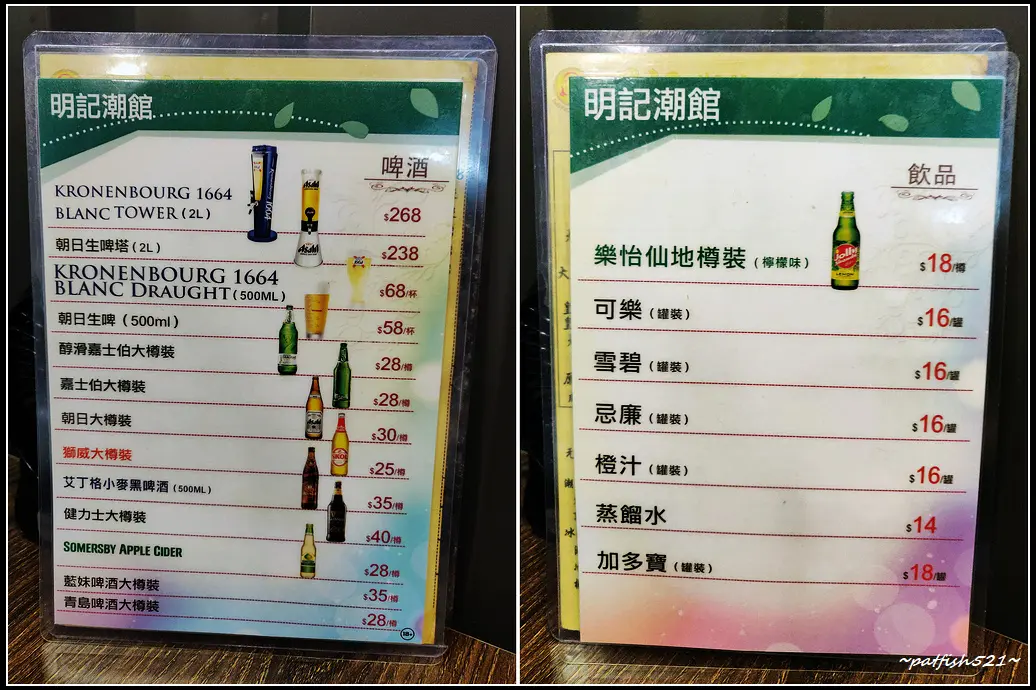 明記潮館
啤酒
KRONENBOURG 1664
BLANC TOWER (2L) $268
朝日生啤塔 (2L) $238
KRONENBOURG 1664
BLANC DRAUGHT (500ML) $68/杯
朝日生啤 (500ml) $58/杯
醇滑嘉士伯大樽裝 $28/樽
嘉士伯大樽裝 $28/樽
朝日大樽裝 $30/樽
獅威大樽裝 $25/樽
艾丁格小麥黑啤酒 (500ML) $35/樽
健力士大樽裝 $40/樽
SOMERSBY APPLE CIDER $28/樽
藍妹啤酒大樽裝 $35/樽
青島啤酒大樽裝 $28/樽
18+
明記潮館
飲品
樂怡仙地樽裝 (檸檬味) $18/樽
可樂 (罐裝) $16/罐
雪碧 (罐裝) $16/罐
忌廉 (罐裝) $16/罐
橙汁 (罐裝) $16/罐
蒸餾水 $14
加多寶 (罐裝) $18/罐
~patfish521~